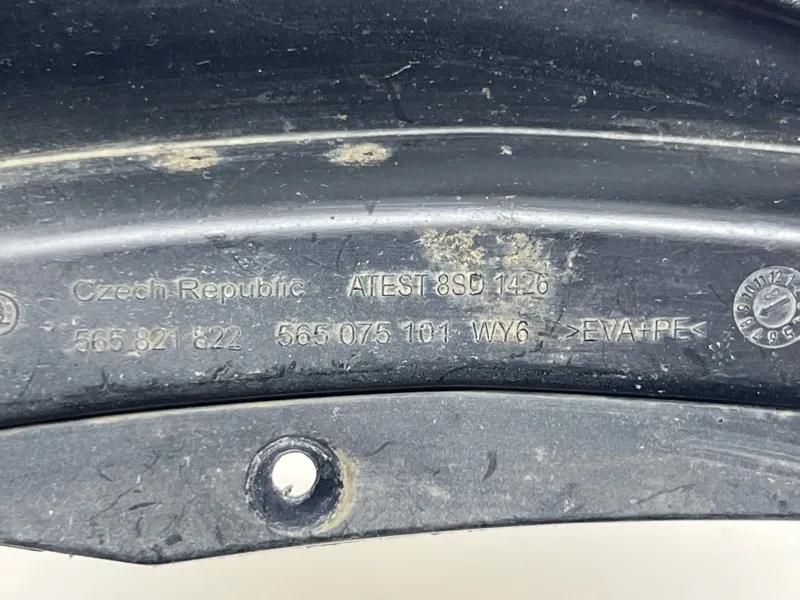 Czech Republic ATEST 8SD 1426
565 821 822 565 075 101 WY6 >EVA+PE<